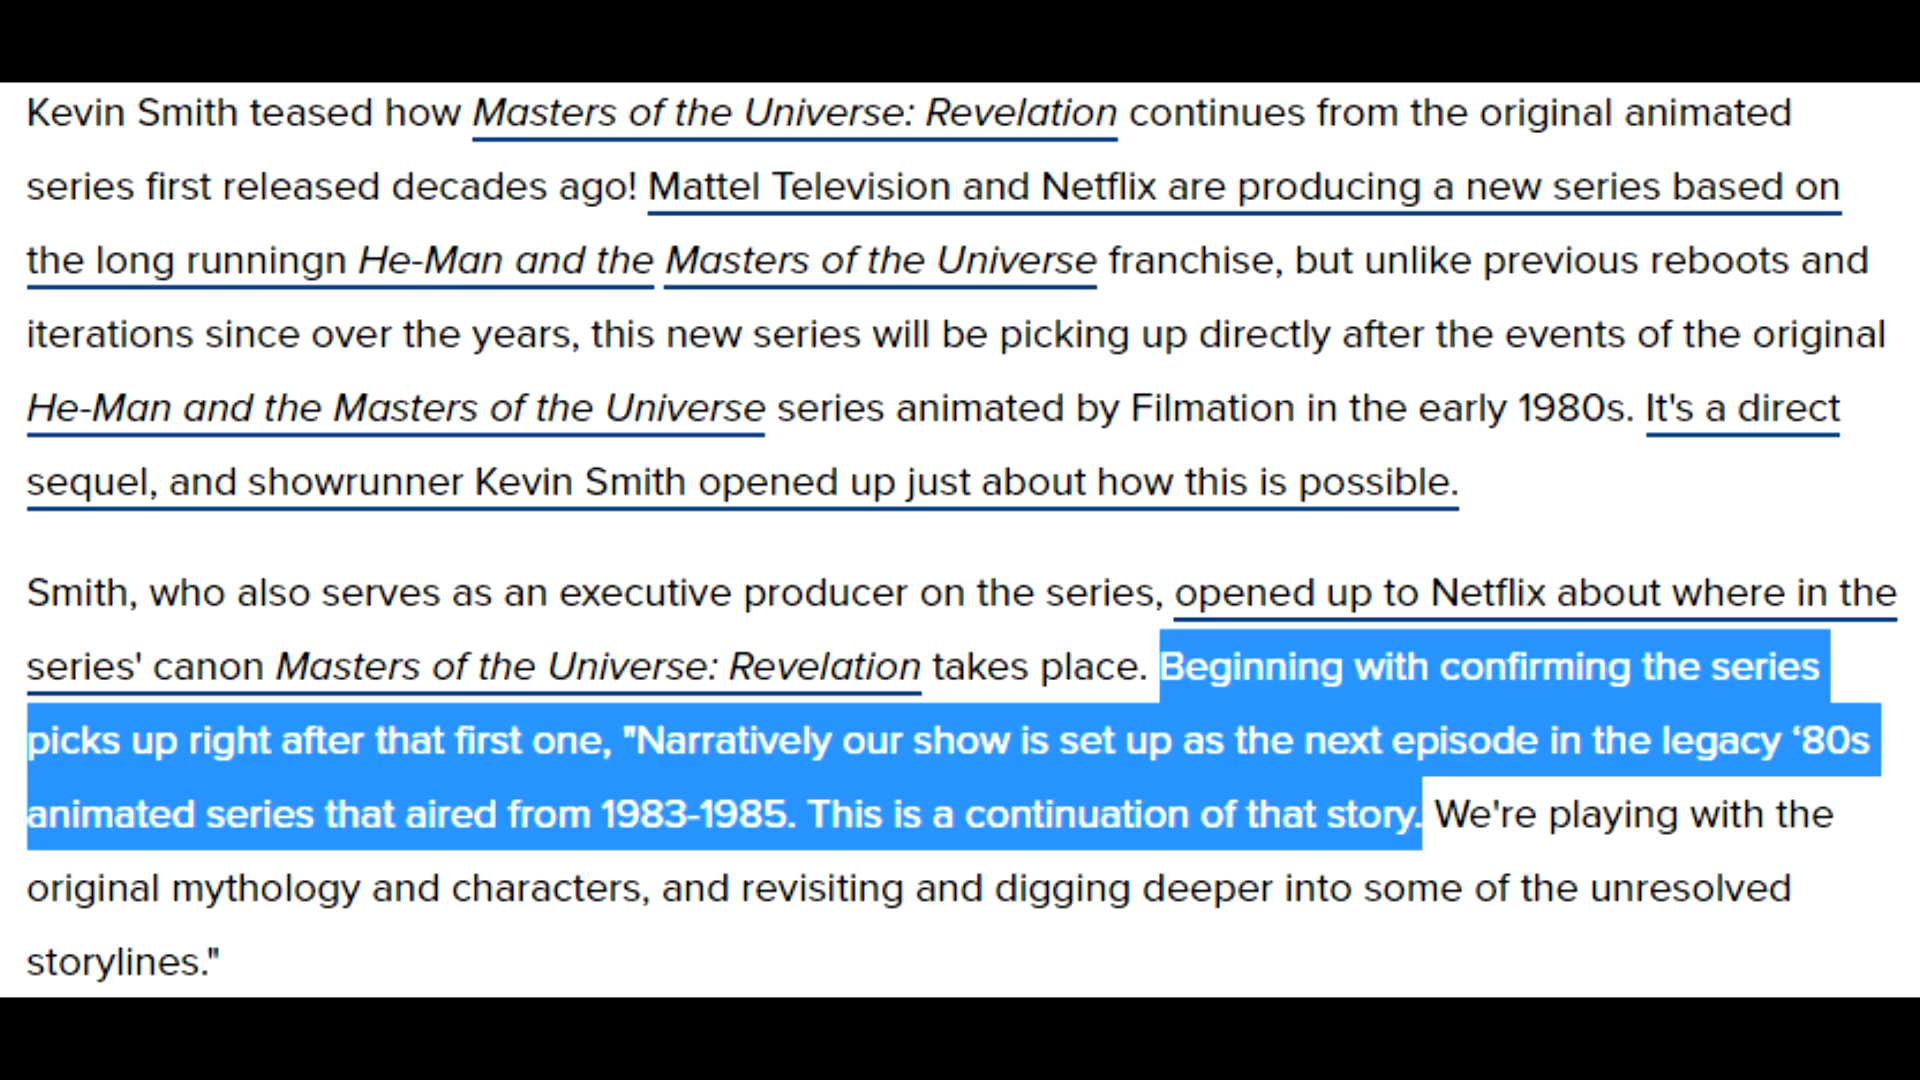 Kevin Smith teased how Masters of the Universe: Revelation continues from the original animated
series first released decades ago! Mattel Television and Netflix are producing a new series based on
the long runningn He-Man and the Masters of the Universe franchise, but unlike previous reboots and
iterations since over the years, this new series will be picking up directly after the events of the original
He-Man and the Masters of the Universe series animated by Filmation in the early 1980s. It's a direct
sequel, and showrunner Kevin Smith opened up just about how this is possible.
Smith, who also serves as an executive producer on the series, opened up to Netflix about where in the
series' canon Masters of the Universe: Revelation takes place. Beginning with confirming the series
picks up right after that first one, "Narratively our show is set up as the next episode in the legacy ‘80s
animated series that aired from 1983-1985. This is a continuation of that story. We're playing with the
original mythology and characters, and revisiting and digging deeper into some of the unresolved
storylines."